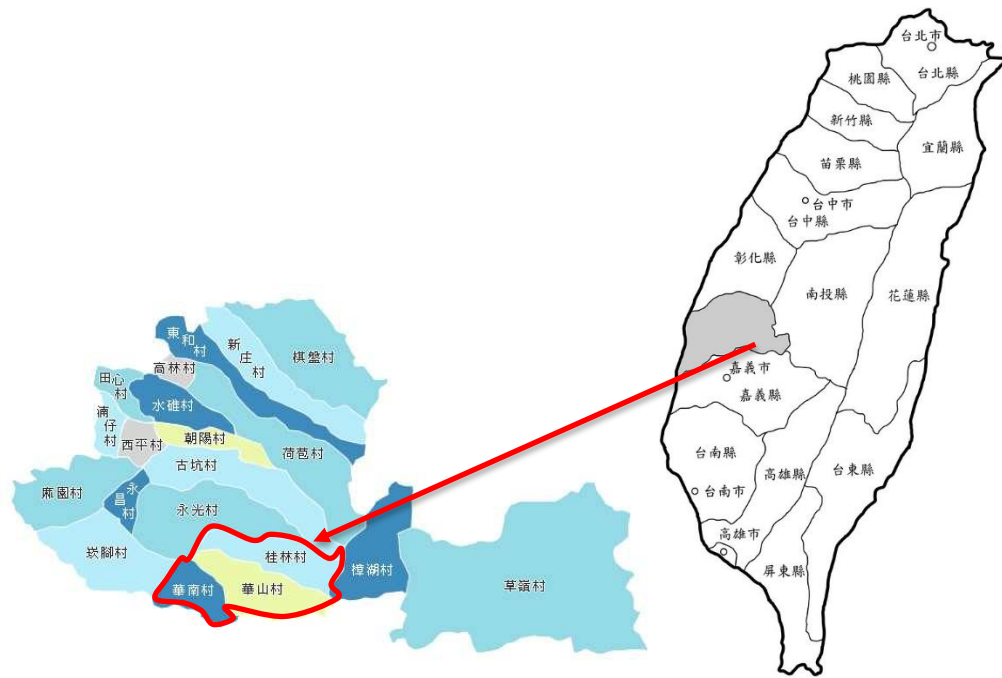 東和村
新庄村
棋盤村
高林村
田心村
水碓村
湳仔村
西平村
朝陽村
荷苞村
古坑村
麻園村
永昌村
永光村
崁腳村
桂林村
樟湖村
華南村
華山村
草嶺村
台北市
台北縣
桃園縣
新竹縣
宜蘭縣
苗栗縣
台中市
台中縣
彰化縣
南投縣
花蓮縣
嘉義市
嘉義縣
台南縣
高雄縣
台東縣
台南市
高雄市
屏東縣